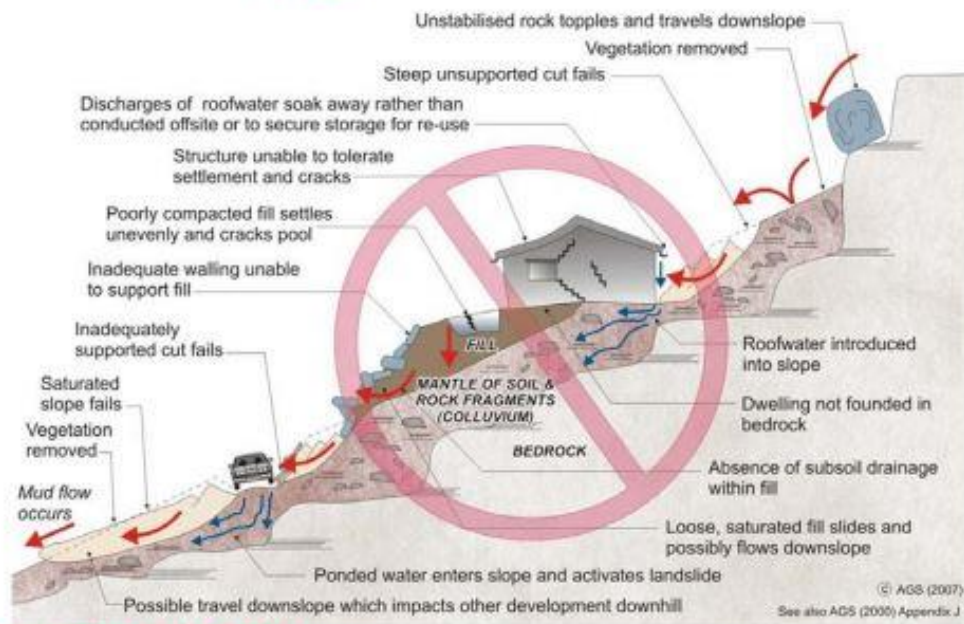 Unstabilised rock topples and travels downslope
Vegetation removed
Steep unsupported cut fails
Discharges of roofwater soak away rather than
conducted offsite or to secure storage for re-use
Structure unable to tolerate
settlement and cracks
Poorly compacted fill settles
unevenly and cracks pool
Inadequate walling unable
to support fill
Inadequately
supported cut fails
Saturated
slope fails
Vegetation
removed
Mud flow
occurs
FILL
MANTLE OF SOIL &
ROCK FRAGMENTS
(COLLUVIUM)
BEDROCK
Roofwater introduced
into slope
Dwelling not founded in
bedrock
Absence of subsoil drainage
within fill
Loose, saturated fill slides and
possibly flows downslope
Ponded water enters slope and activates landslide
Possible travel downslope which impacts other development downhill
© AGS (2007)
See also AGS (2000) Appendix J